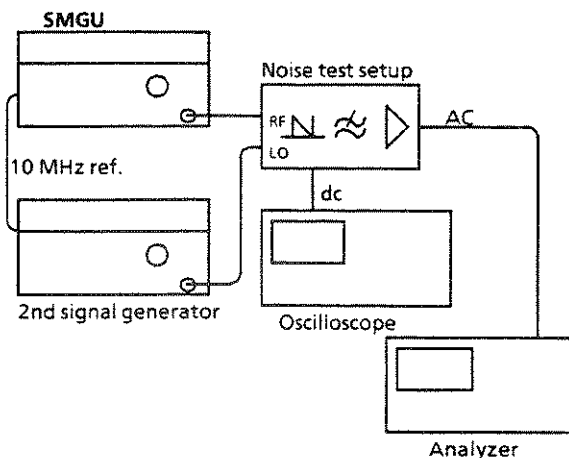 SMGU
Noise test setup
RF
LO
AC
10 MHz ref.
dc
2nd signal generator
Oscilloscope
Analyzer